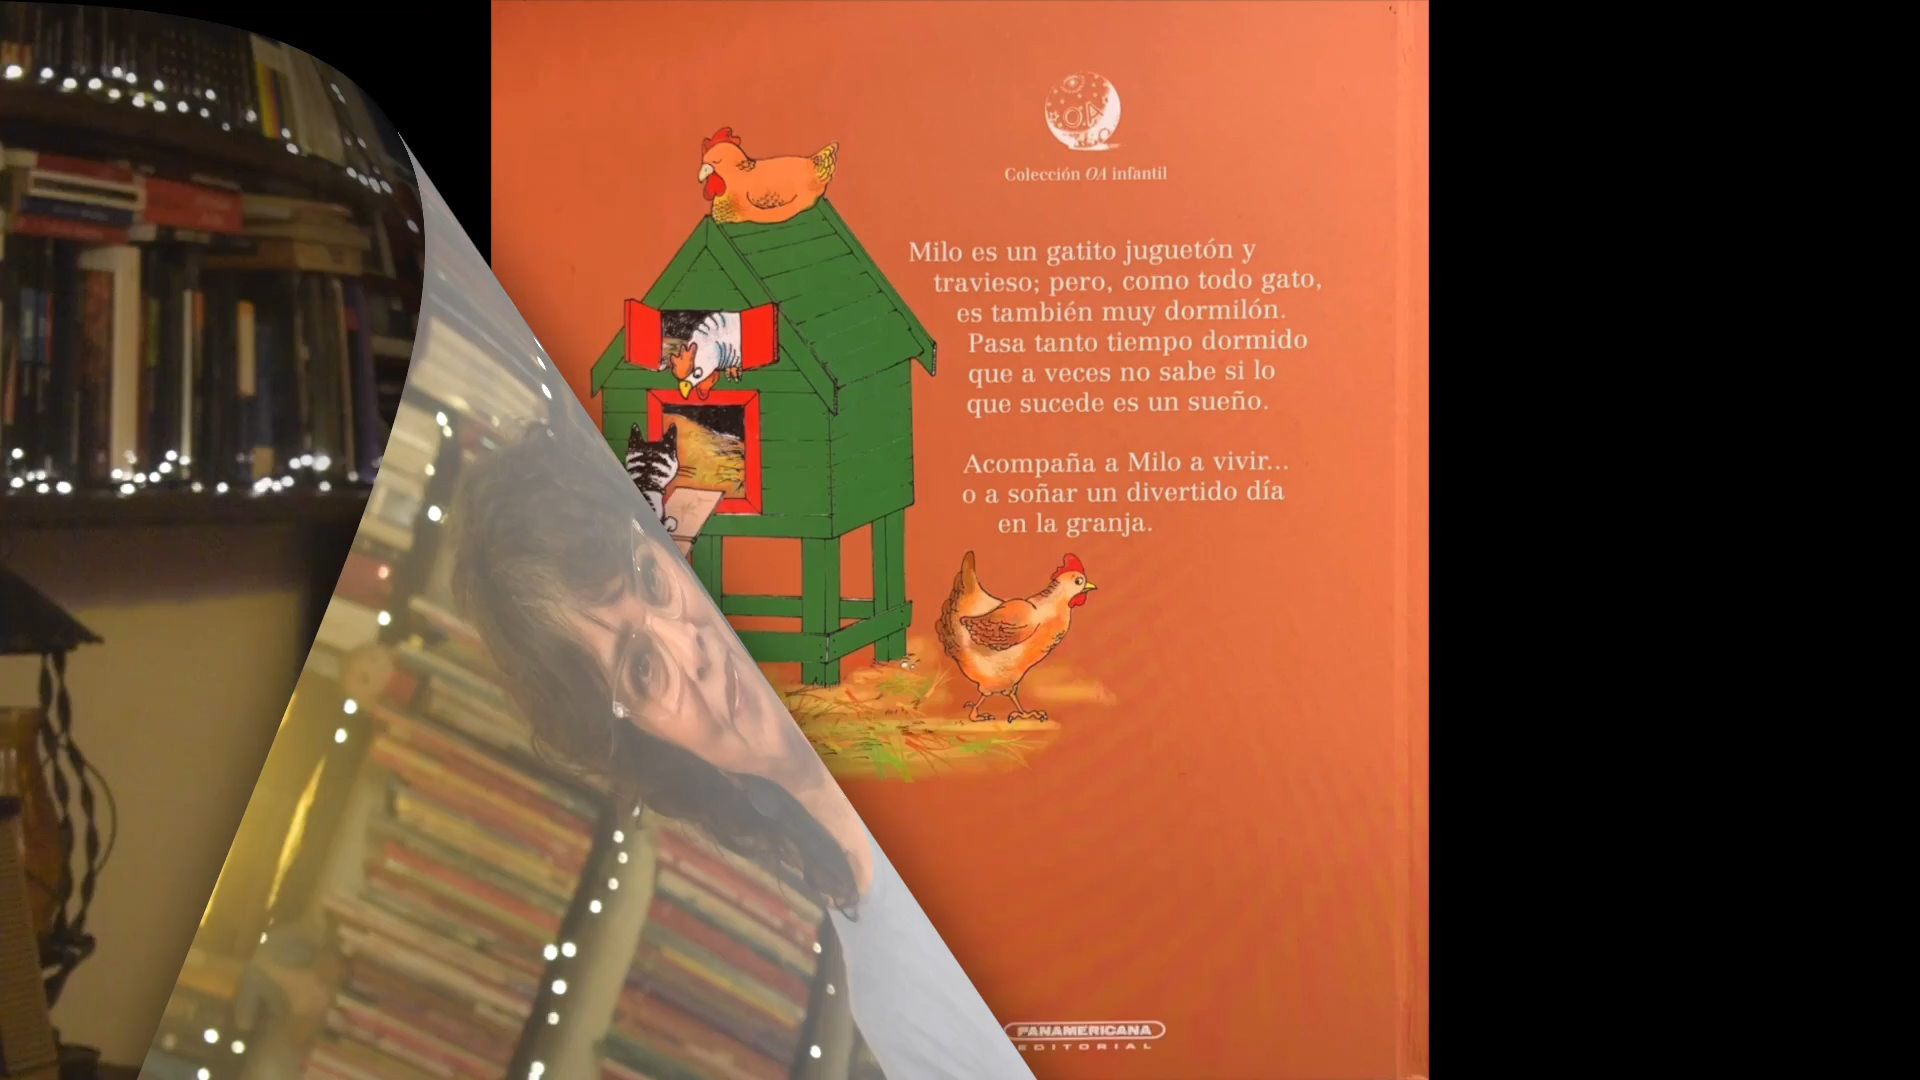 OA
Colección OA infantil
Milo es un gatito juguetón y
travieso; pero, como todo gato,
es también muy dormilón.
Pasa tanto tiempo dormido
que a veces no sabe si lo
que sucede es un sueño.
Acompaña a Milo a vivir...
o a soñar un divertido día
en la granja.
PANAMERICANA
EDITORIAL